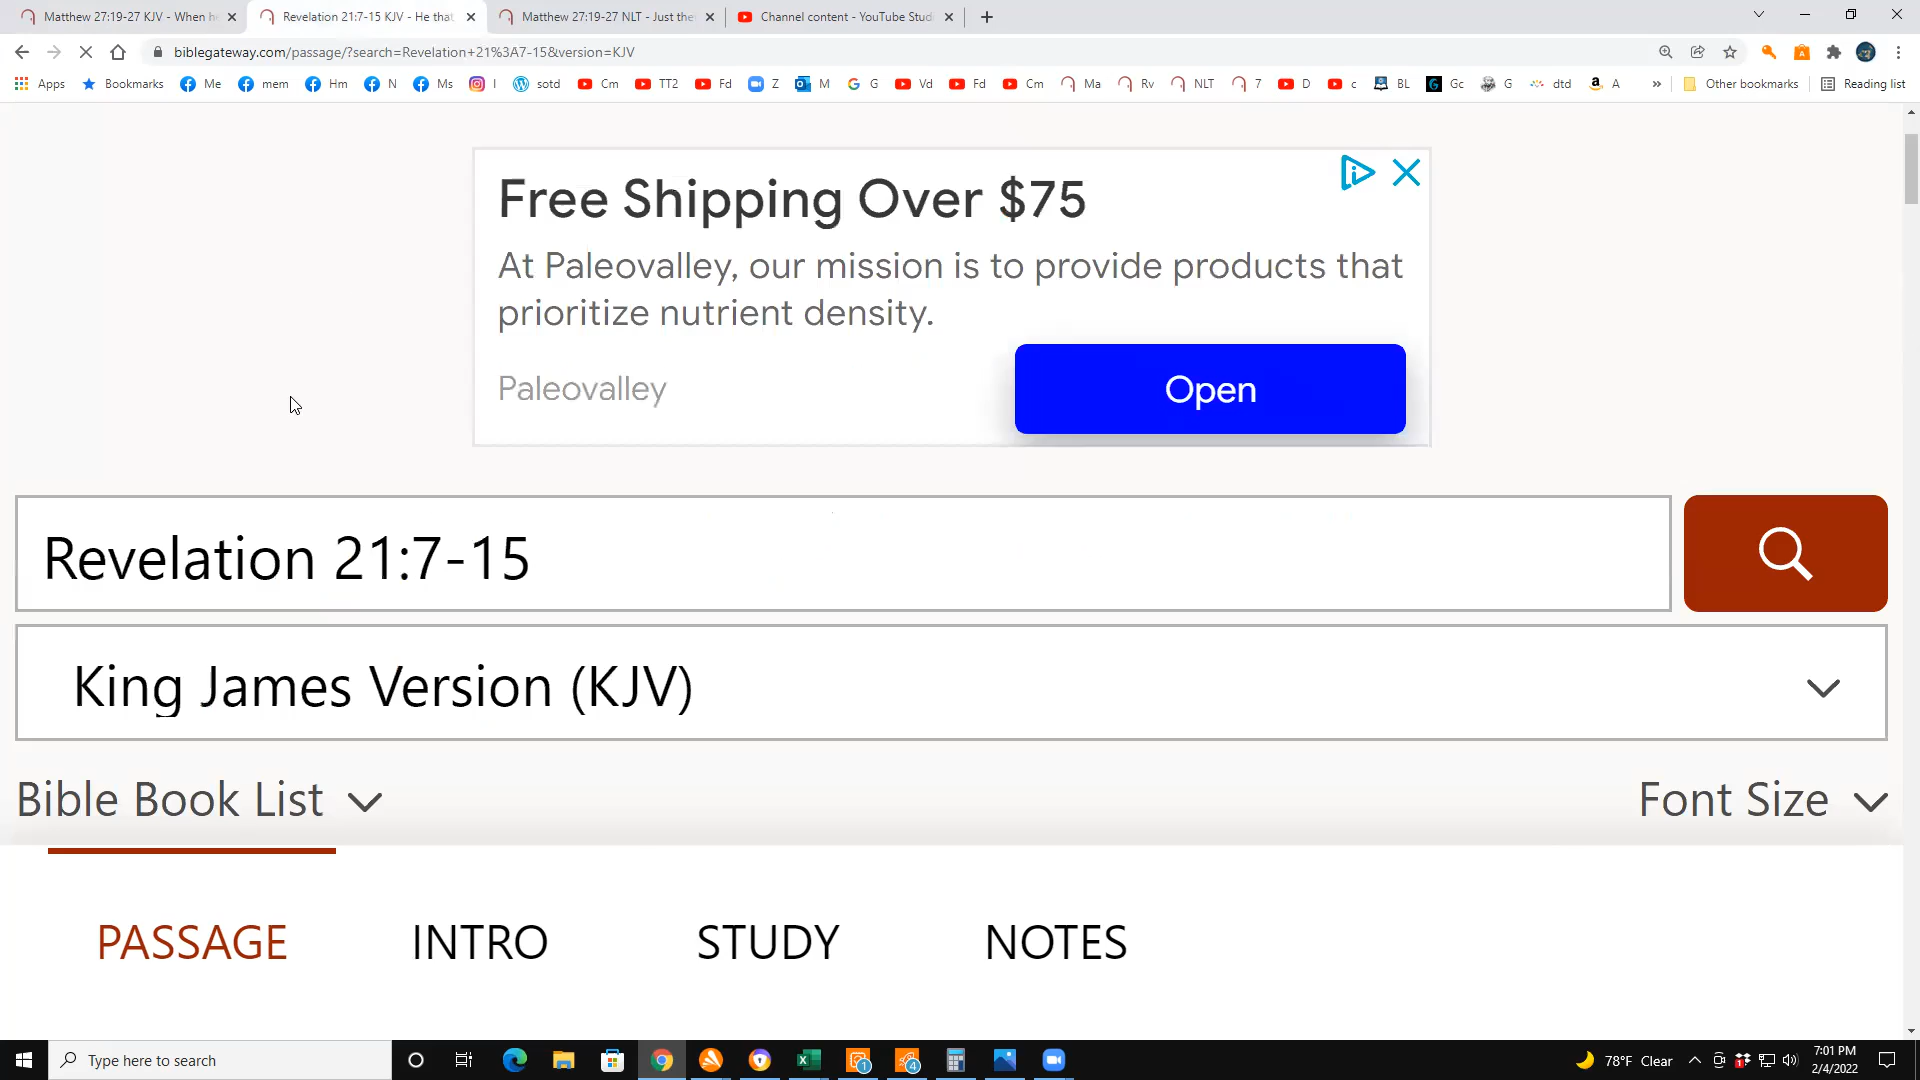 Matthew 27:19-27 KJV - When he
Revelation 21:7-15 KJV - He that
Matthew 27:19-27 NLT - Just the
Channel content - YouTube Studi
biblegateway.com/passage/?search=Revelation+21%3A7-15&version=KJV
Apps Bookmarks Me mem Hm N Ms I sotd Cm TT2 Fd Z M G Vd Fd Cm Ma Rv NLT 7 D c BL Gc G dtd A » Other bookmarks Reading list
Free Shipping Over $75
At Paleovalley, our mission is to provide products that
prioritize nutrient density.
Paleovalley
Open
Revelation 21:7-15
King James Version (KJV)
Bible Book List
Font Size
PASSAGE INTRO STUDY NOTES
Type here to search
1
4
78°F Clear
7:01 PM
2/4/2022